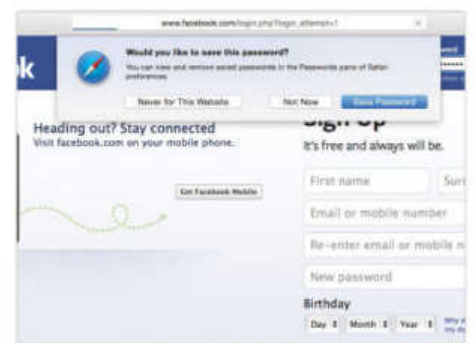 www.facebook.com/login.php?login_attempt=1
Would you like to save this password?
You can view and remove saved passwords in the Passwords pane of Safari
preferences.
Never for This Website
Not Now
Save Password
k
Heading out? Stay connected
Visit facebook.com on your mobile phone.
Get Facebook Mobile
Sign Up
It's free and always will be.
First name
Surn
Email or mobile number
Re-enter email or mobile n
New password
Birthday
Day
Month
Year